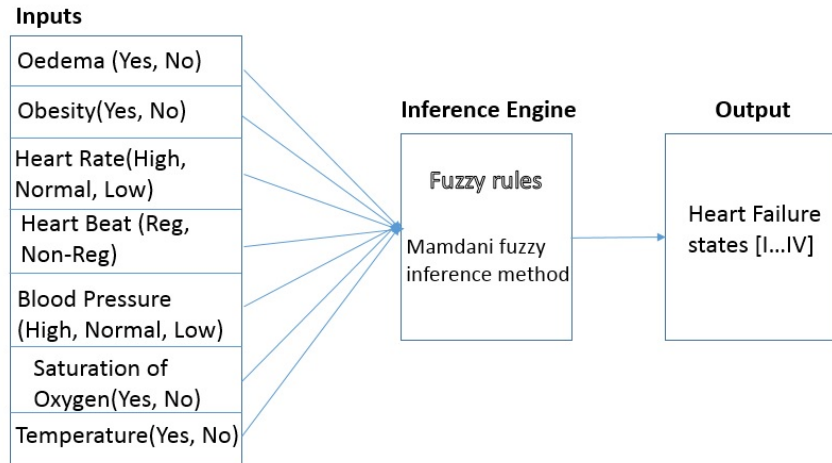 Inputs
Oedema (Yes, No)
Obesity(Yes, No)
Heart Rate(High,
Normal, Low)
Heart Beat (Reg,
Non-Reg)
Blood Pressure
(High, Normal, Low)
Saturation of
Oxygen(Yes, No)
Temperature(Yes, No)
Inference Engine
Fuzzy rules
Mamdani fuzzy
inference method
Output
Heart Failure
states [I...IV]